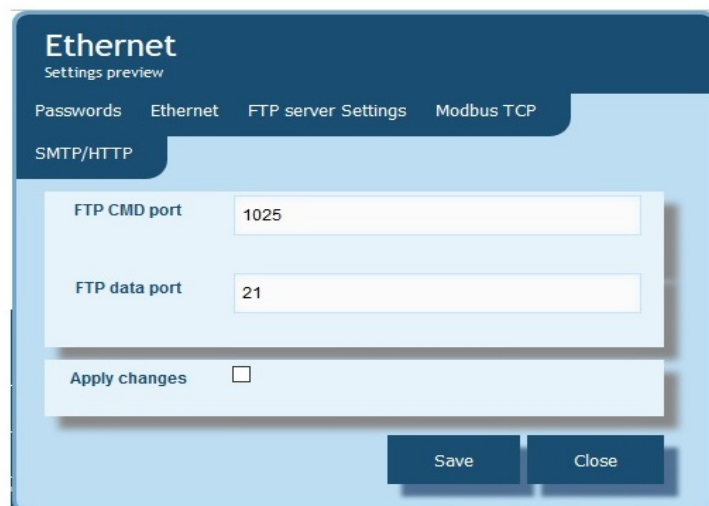 Ethernet
Settings preview
Passwords Ethernet FTP server Settings Modbus TCP
SMTP/HTTP
FTP CMD port 1025
FTP data port 21
Apply changes
Save Close